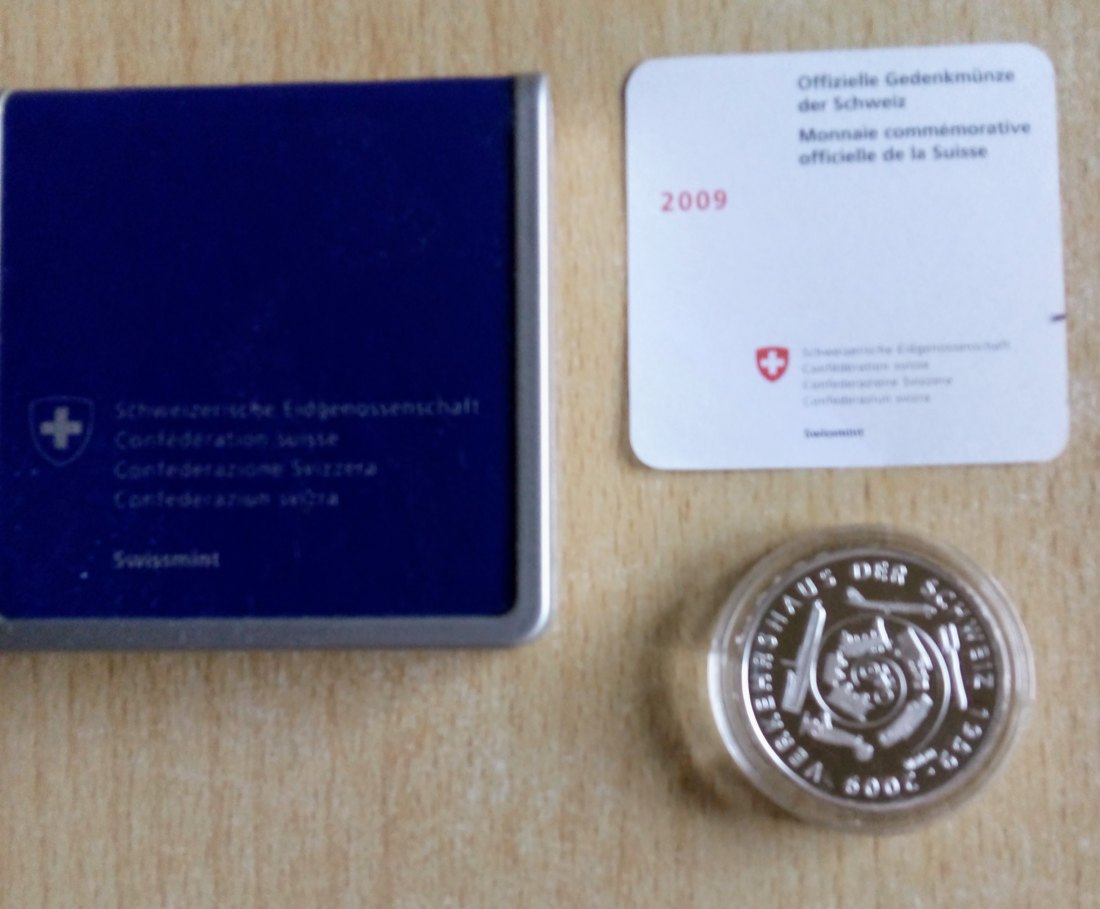 Schweizerische Eidgenossenschaft
Confédération suisse
Confederazione Svizzera
Confederaziun svizra
Swissmint
Offizielle Gedenkmünze
der Schweiz
Monnaie commémorative
officielle de la Suisse
2009
Schweizerische Eidgenossenschaft
Confédération suisse
Confederazione Svizzera
Confederaziun svizra
Swissmint
VERKEHRSHAUS DER SCHWEIZ 1959 - 2009